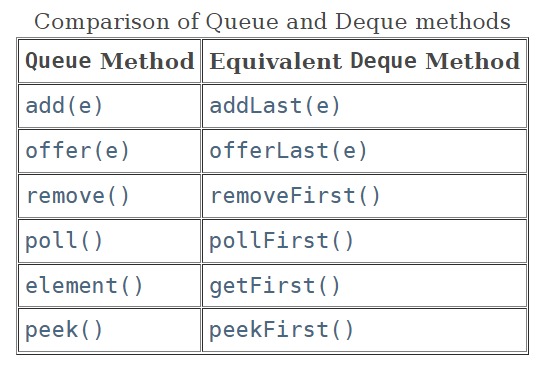 Comparison of Queue and Deque methods
Queue Method Equivalent Deque Method
add(e) addLast(e)
offer(e) offerLast(e)
remove() removeFirst()
poll() pollFirst()
element() getFirst()
peek() peekFirst()